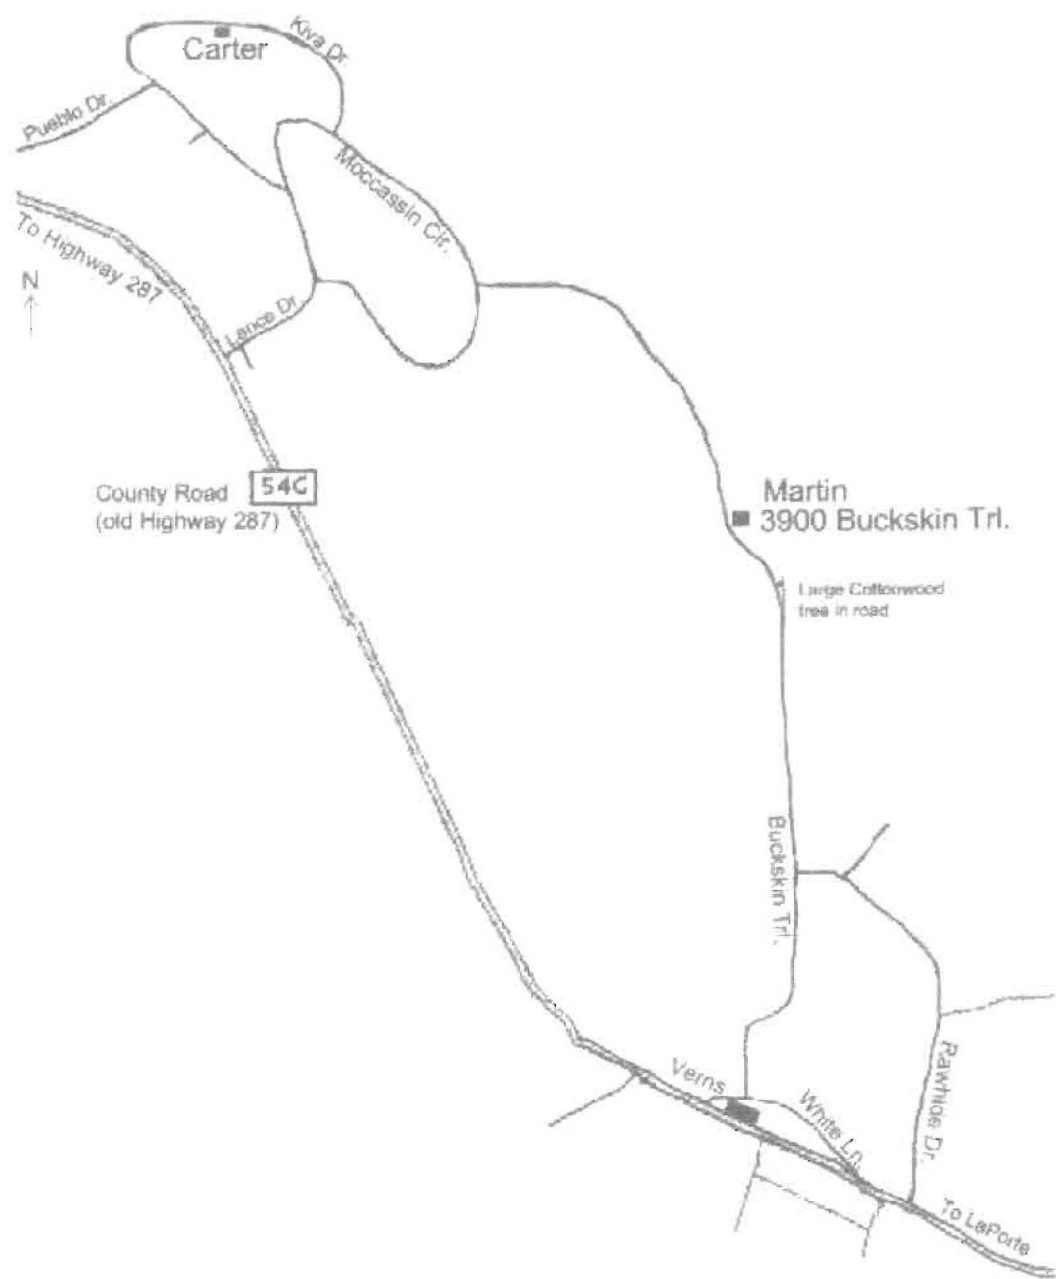 Kiva Dr
Carter
Pueblo Dr.
Moccassin Cir.
To Highway 287
N
Lance Dr.
County Road 54C
(old Highway 287)
Martin
3900 Buckskin Trl.
Large Cottonwood
tree in road
Buckskin Trl.
Rawhide Dr.
Verns
White Ln.
To LaPorte